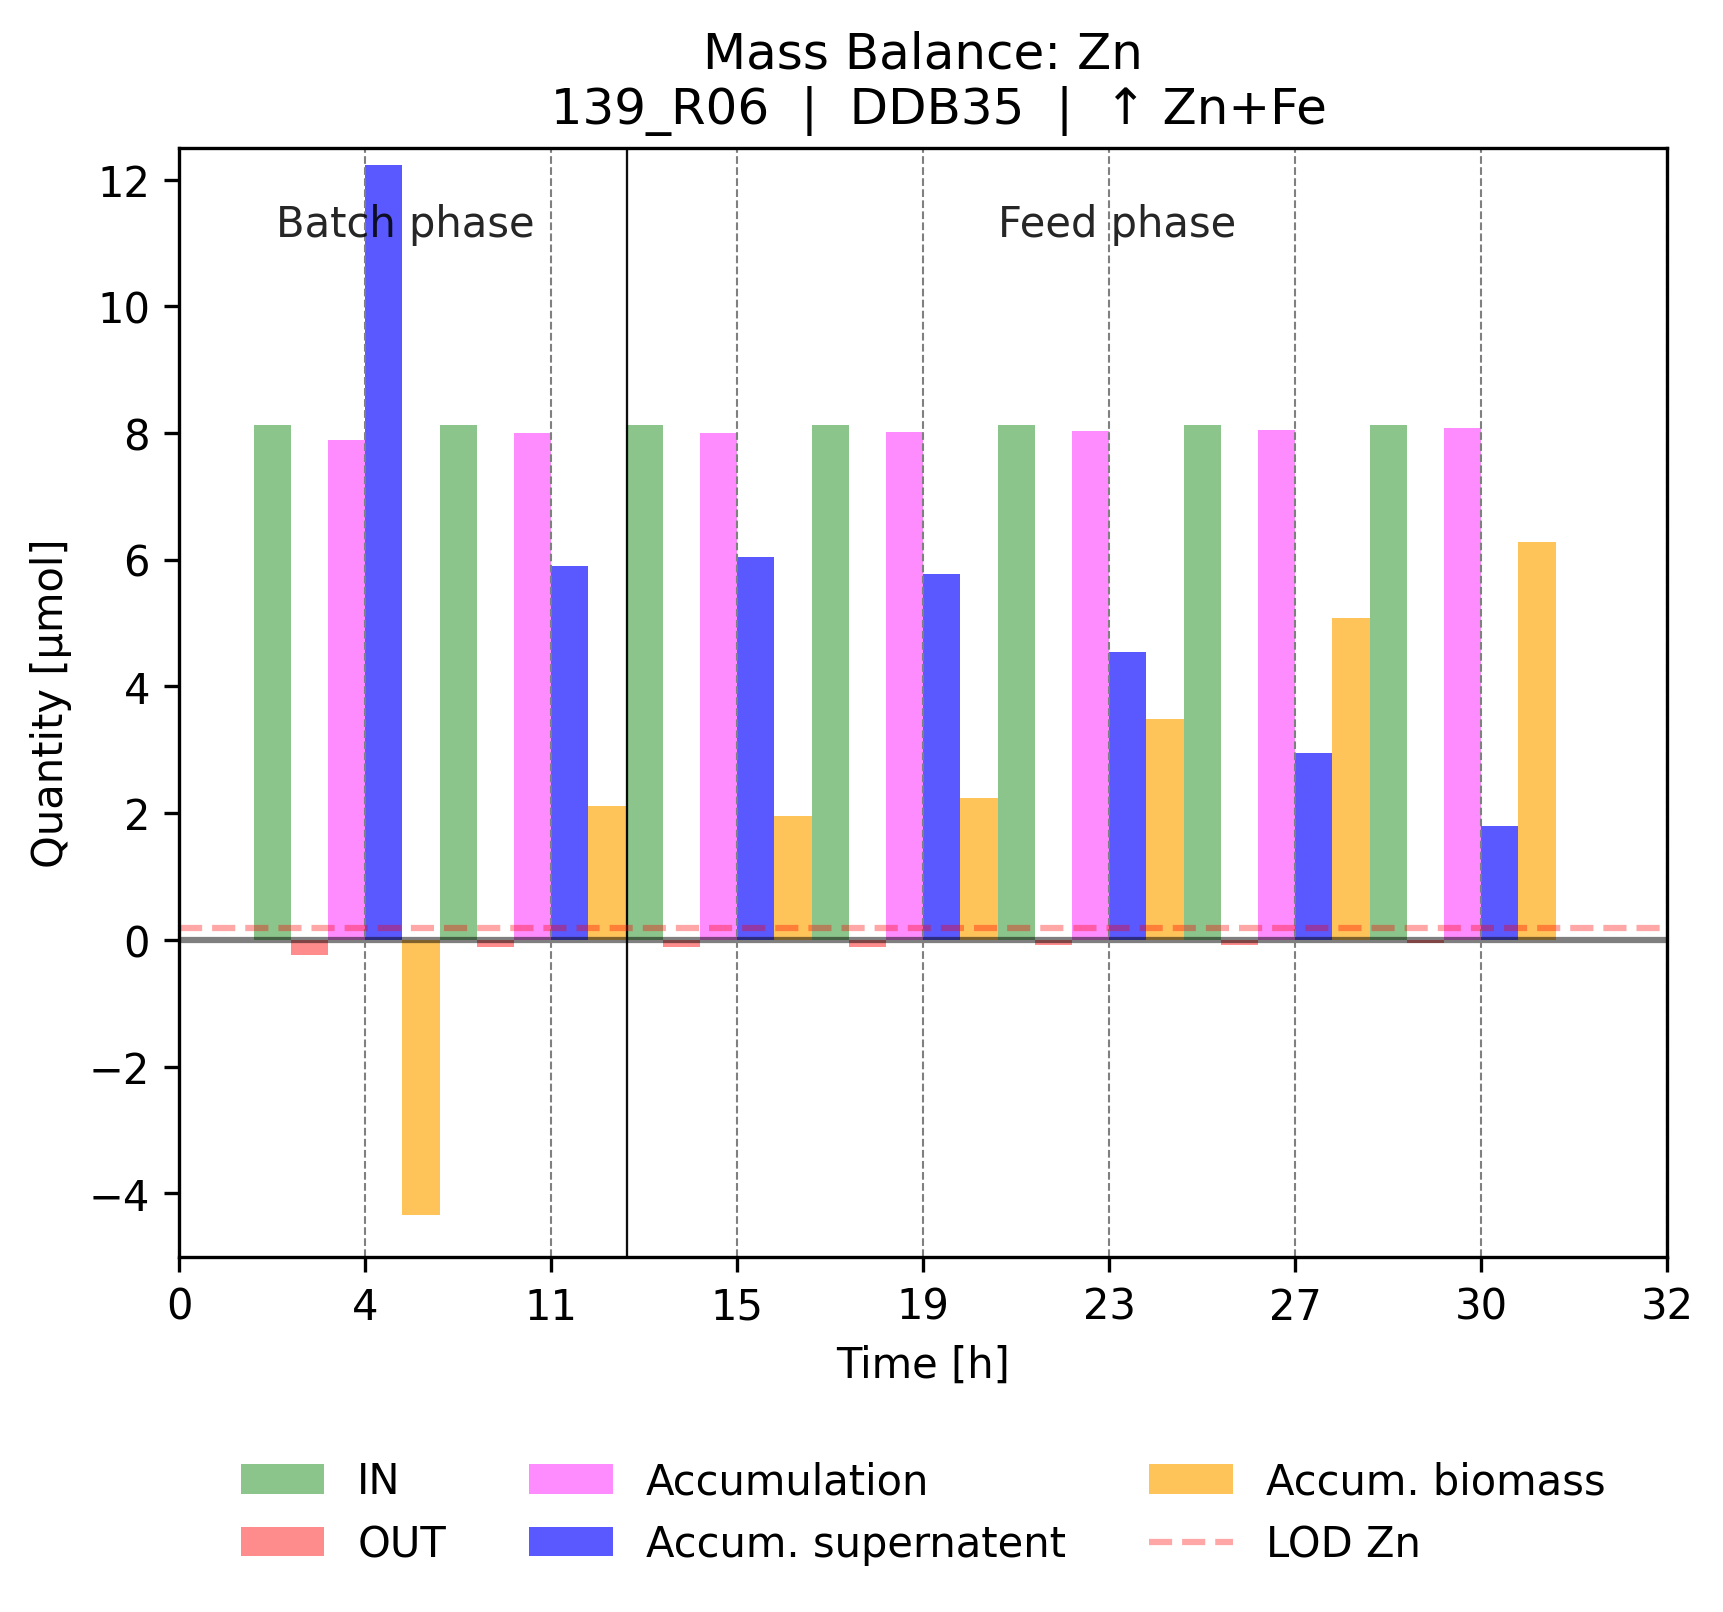 Mass Balance: Zn
139_R06 | DDB35 | ↑ Zn+Fe
Batch phase
Feed phase
12
10
8
6
4
2
0
−2
−4
Quantity [µmol]
0 4 11 15 19 23 27 30 32
Time [h]
IN
OUT
Accumulation
Accum. supernatent
Accum. biomass
LOD Zn